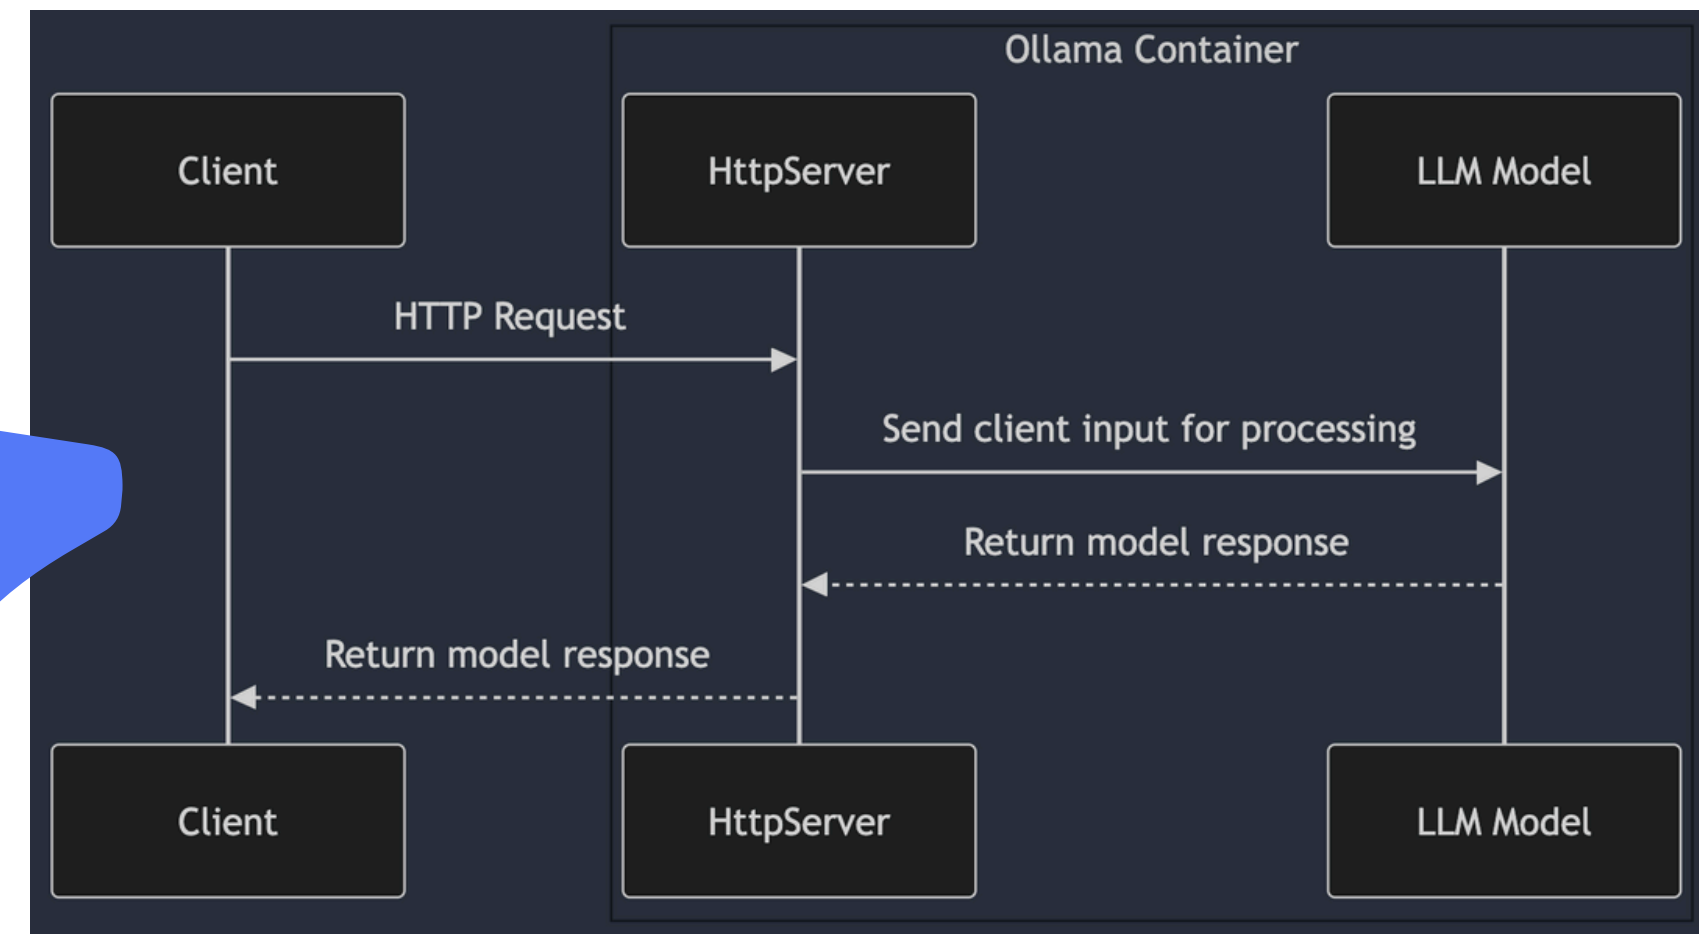 Ollama Container
Client
HttpServer
LLM Model
HTTP Request
Send client input for processing
Return model response
Return model response
Client
HttpServer
LLM Model